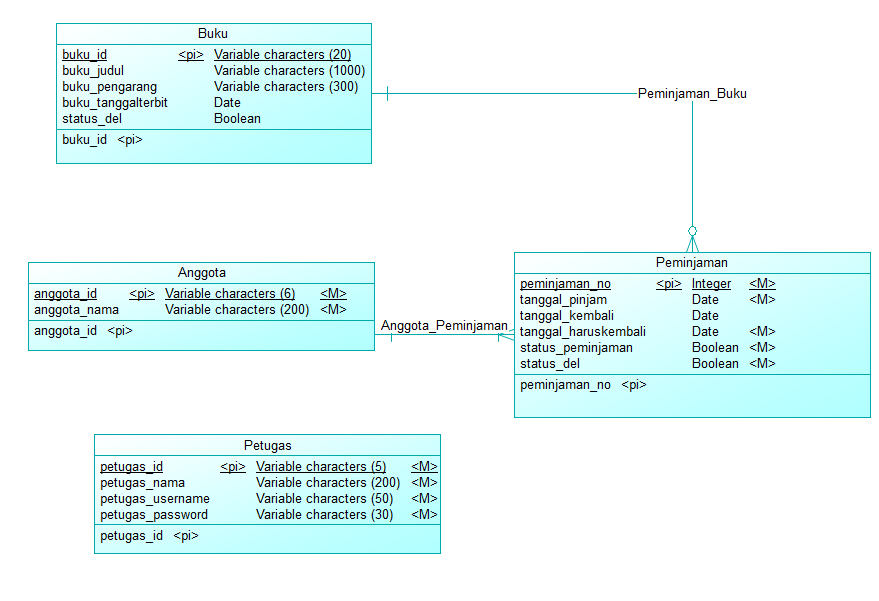 Buku
buku_id <pi> Variable characters (20)
buku_judul Variable characters (1000)
buku_pengarang Variable characters (300)
buku_tanggalterbit Date
status_del Boolean
buku_id <pi>
Peminjaman_Buku
Anggota
anggota_id <pi> Variable characters (6) <M>
anggota_nama Variable characters (200) <M>
anggota_id <pi>
Anggota_Peminjaman
Peminjaman
peminjaman_no <pi> Integer <M>
tanggal_pinjam Date <M>
tanggal_kembali Date
tanggal_haruskembali Date <M>
status_peminjaman Boolean <M>
status_del Boolean <M>
peminjaman_no <pi>
Petugas
petugas_id <pi> Variable characters (5) <M>
petugas_nama Variable characters (200) <M>
petugas_username Variable characters (50) <M>
petugas_password Variable characters (30) <M>
petugas_id <pi>